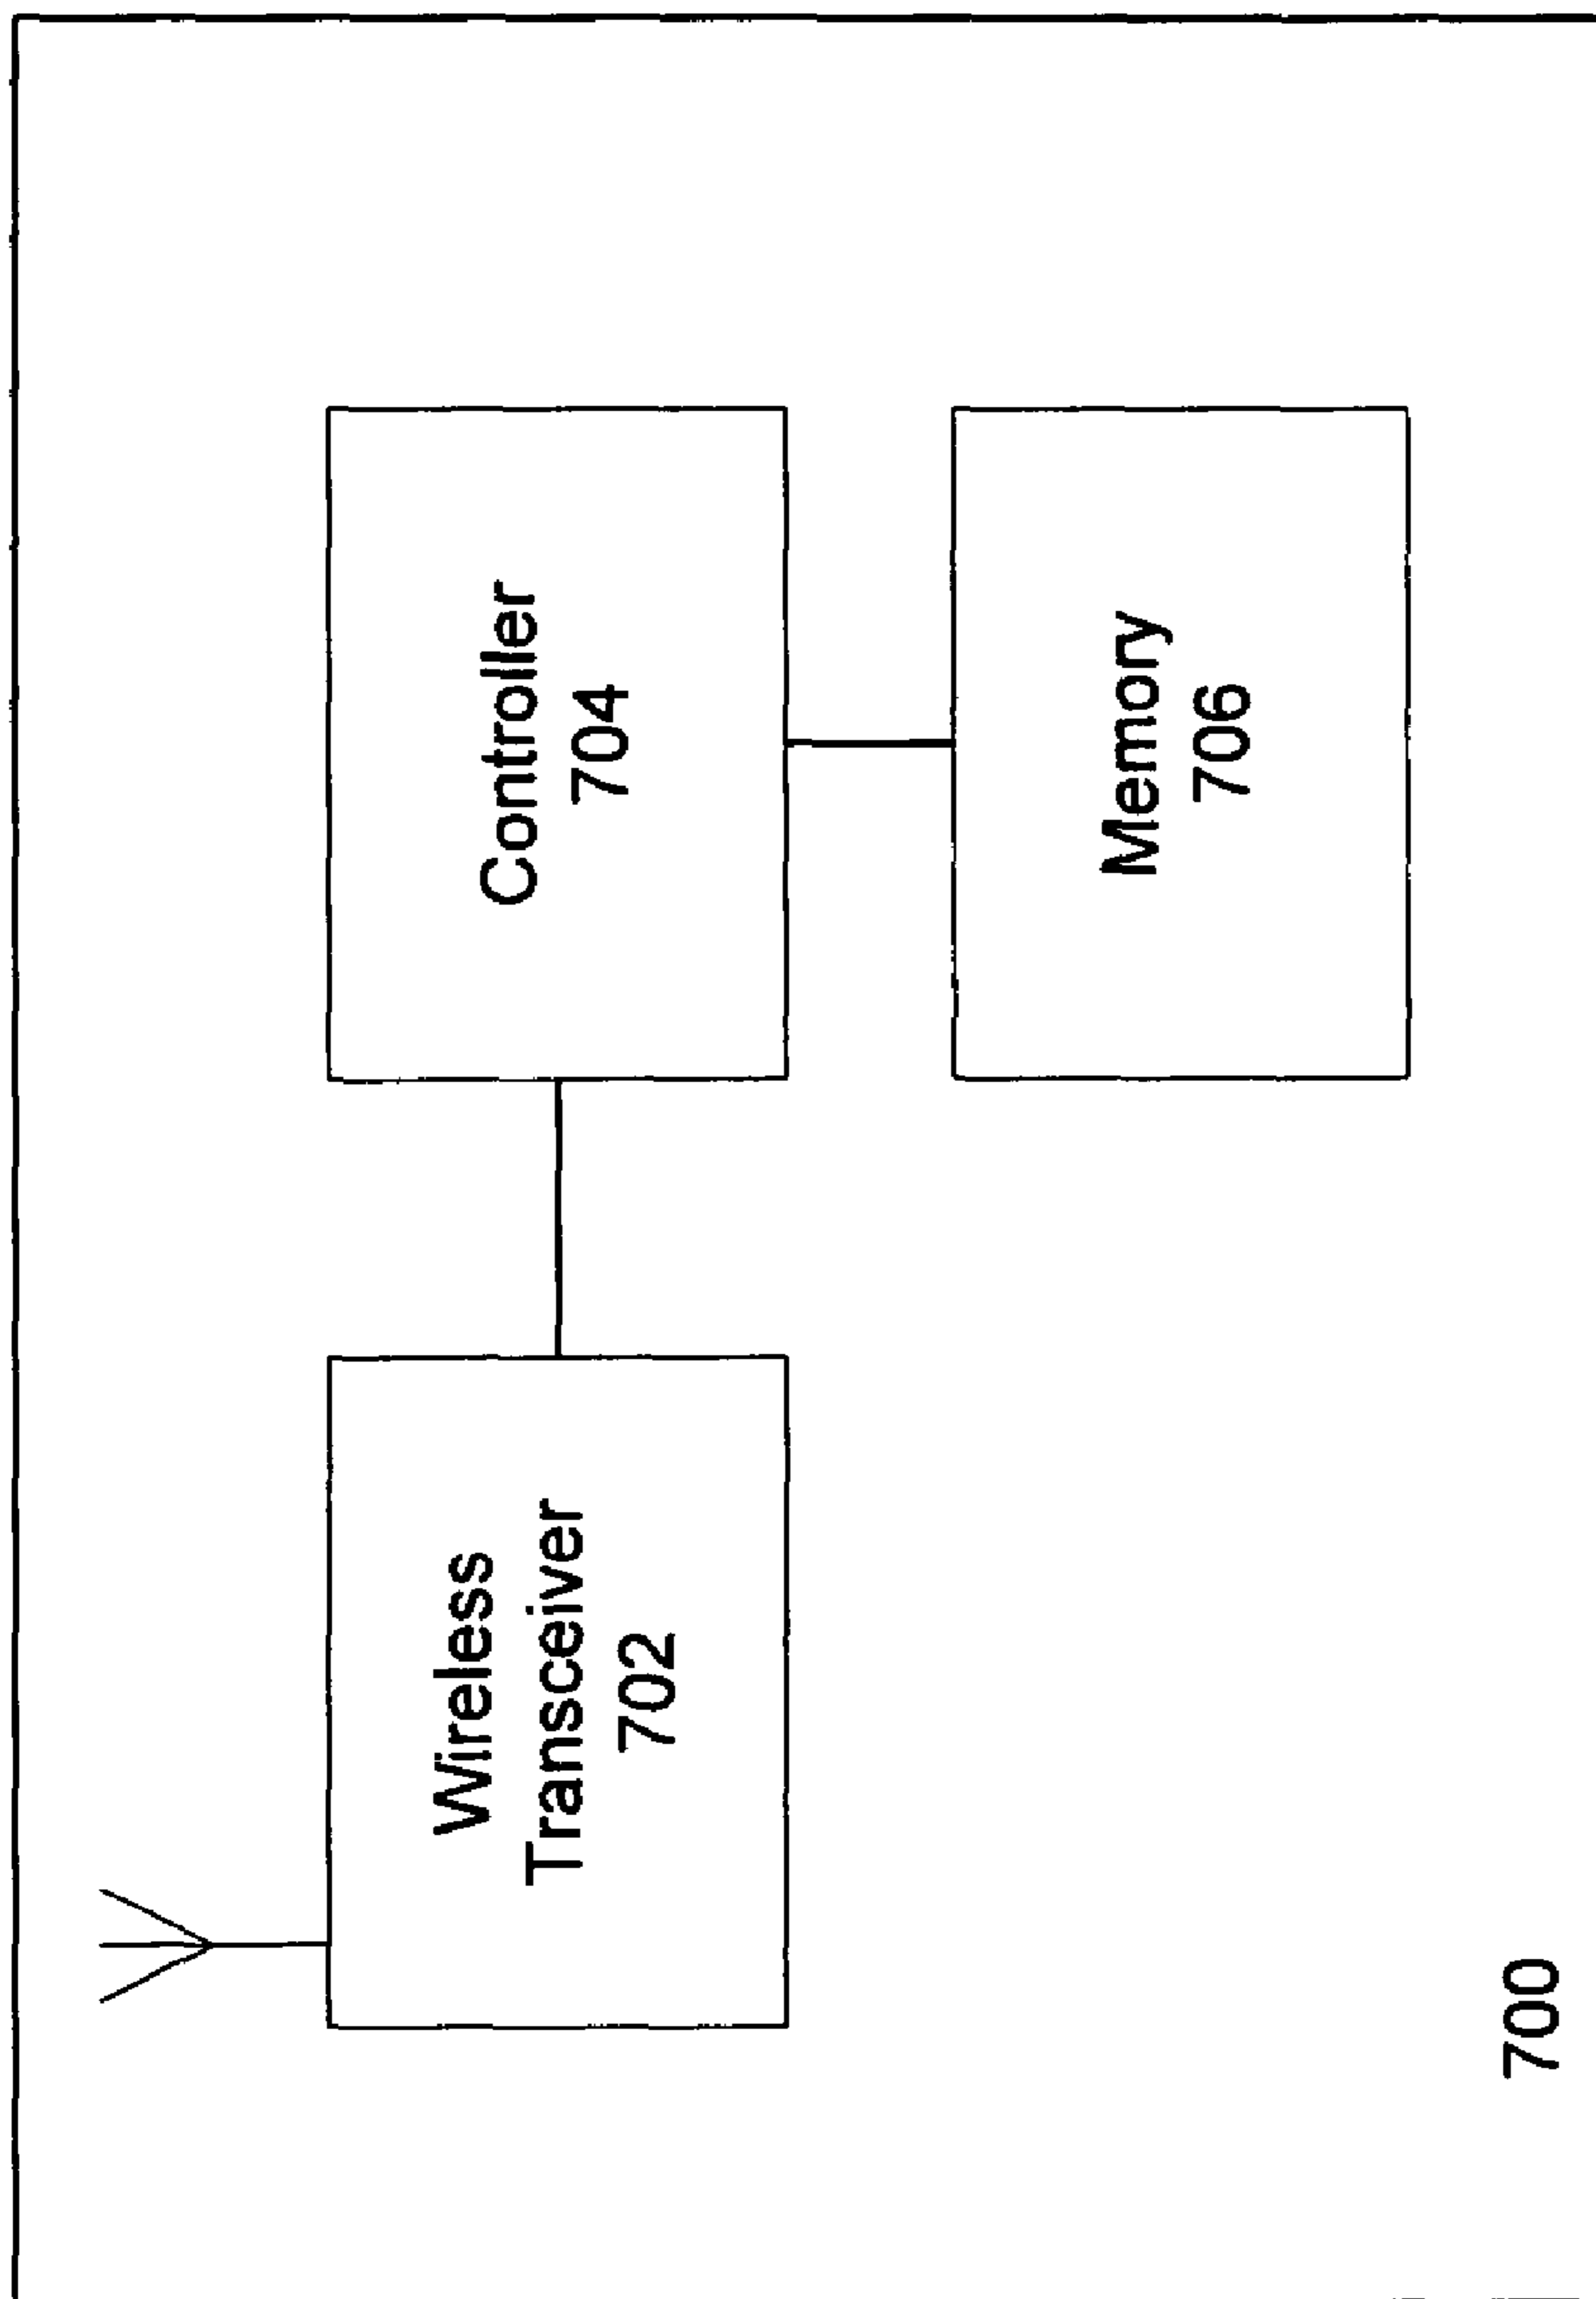 Wireless
Transceiver
702
Controller
704
Memory
706
700